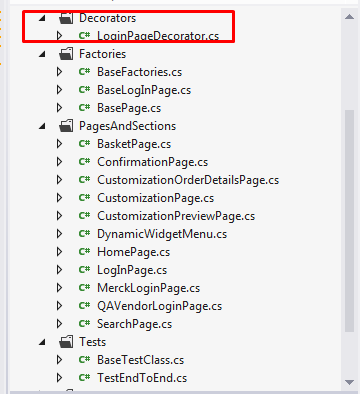 Decorators
C# LoginPageDecorator.cs
Factories
C# BaseFactories.cs
C# BaseLogInPage.cs
C# BasePage.cs
PagesAndSections
C# BasketPage.cs
C# ConfirmationPage.cs
C# CustomizationOrderDetailsPage.cs
C# CustomizationPage.cs
C# CustomizationPreviewPage.cs
C# DynamicWidgetMenu.cs
C# HomePage.cs
C# LogInPage.cs
C# MerckLoginPage.cs
C# QAVendorLoginPage.cs
C# SearchPage.cs
Tests
C# BaseTestClass.cs
C# TestEndToEnd.cs